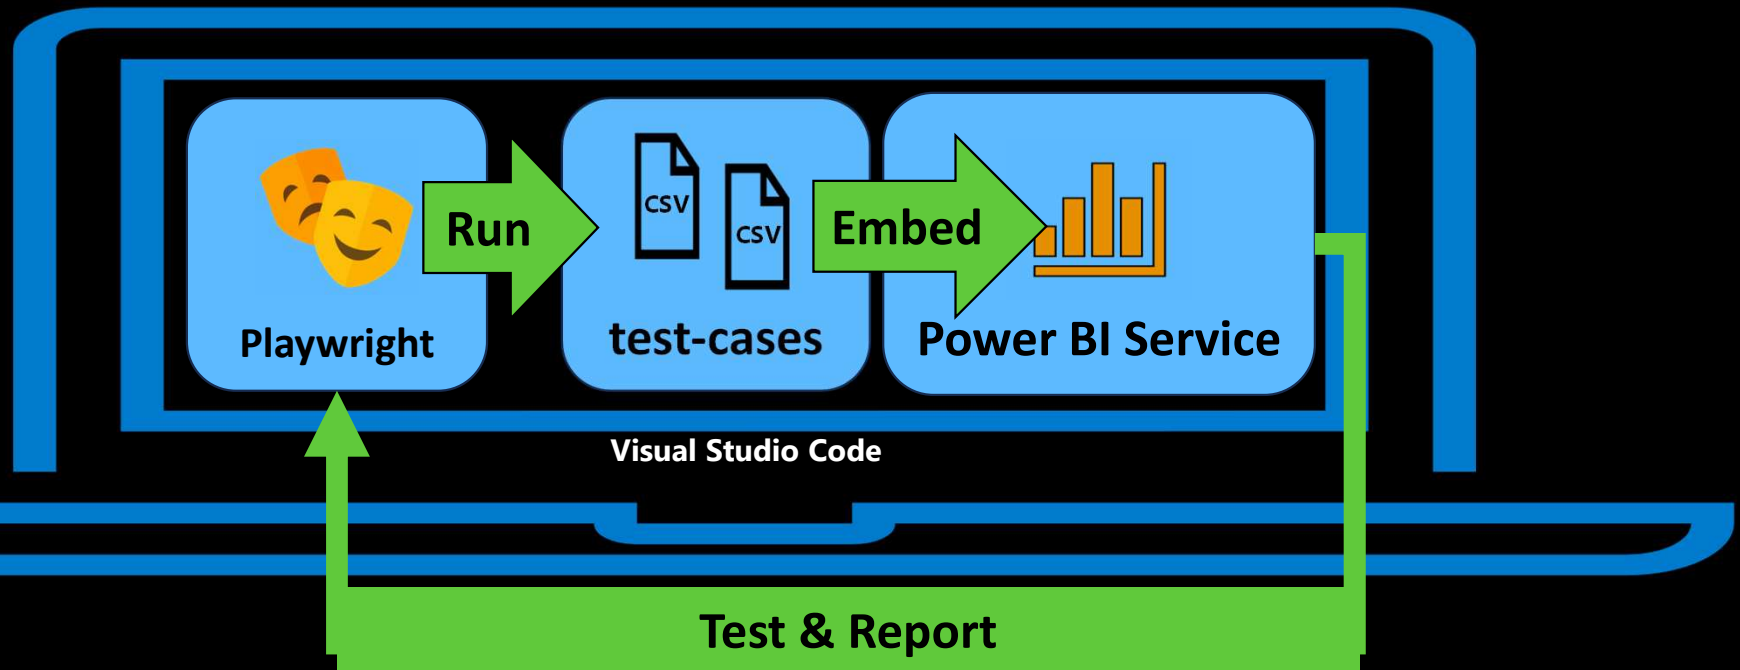 Run
CSV
CSV
Embed
Playwright
test-cases
Power BI Service
Visual Studio Code
Test & Report